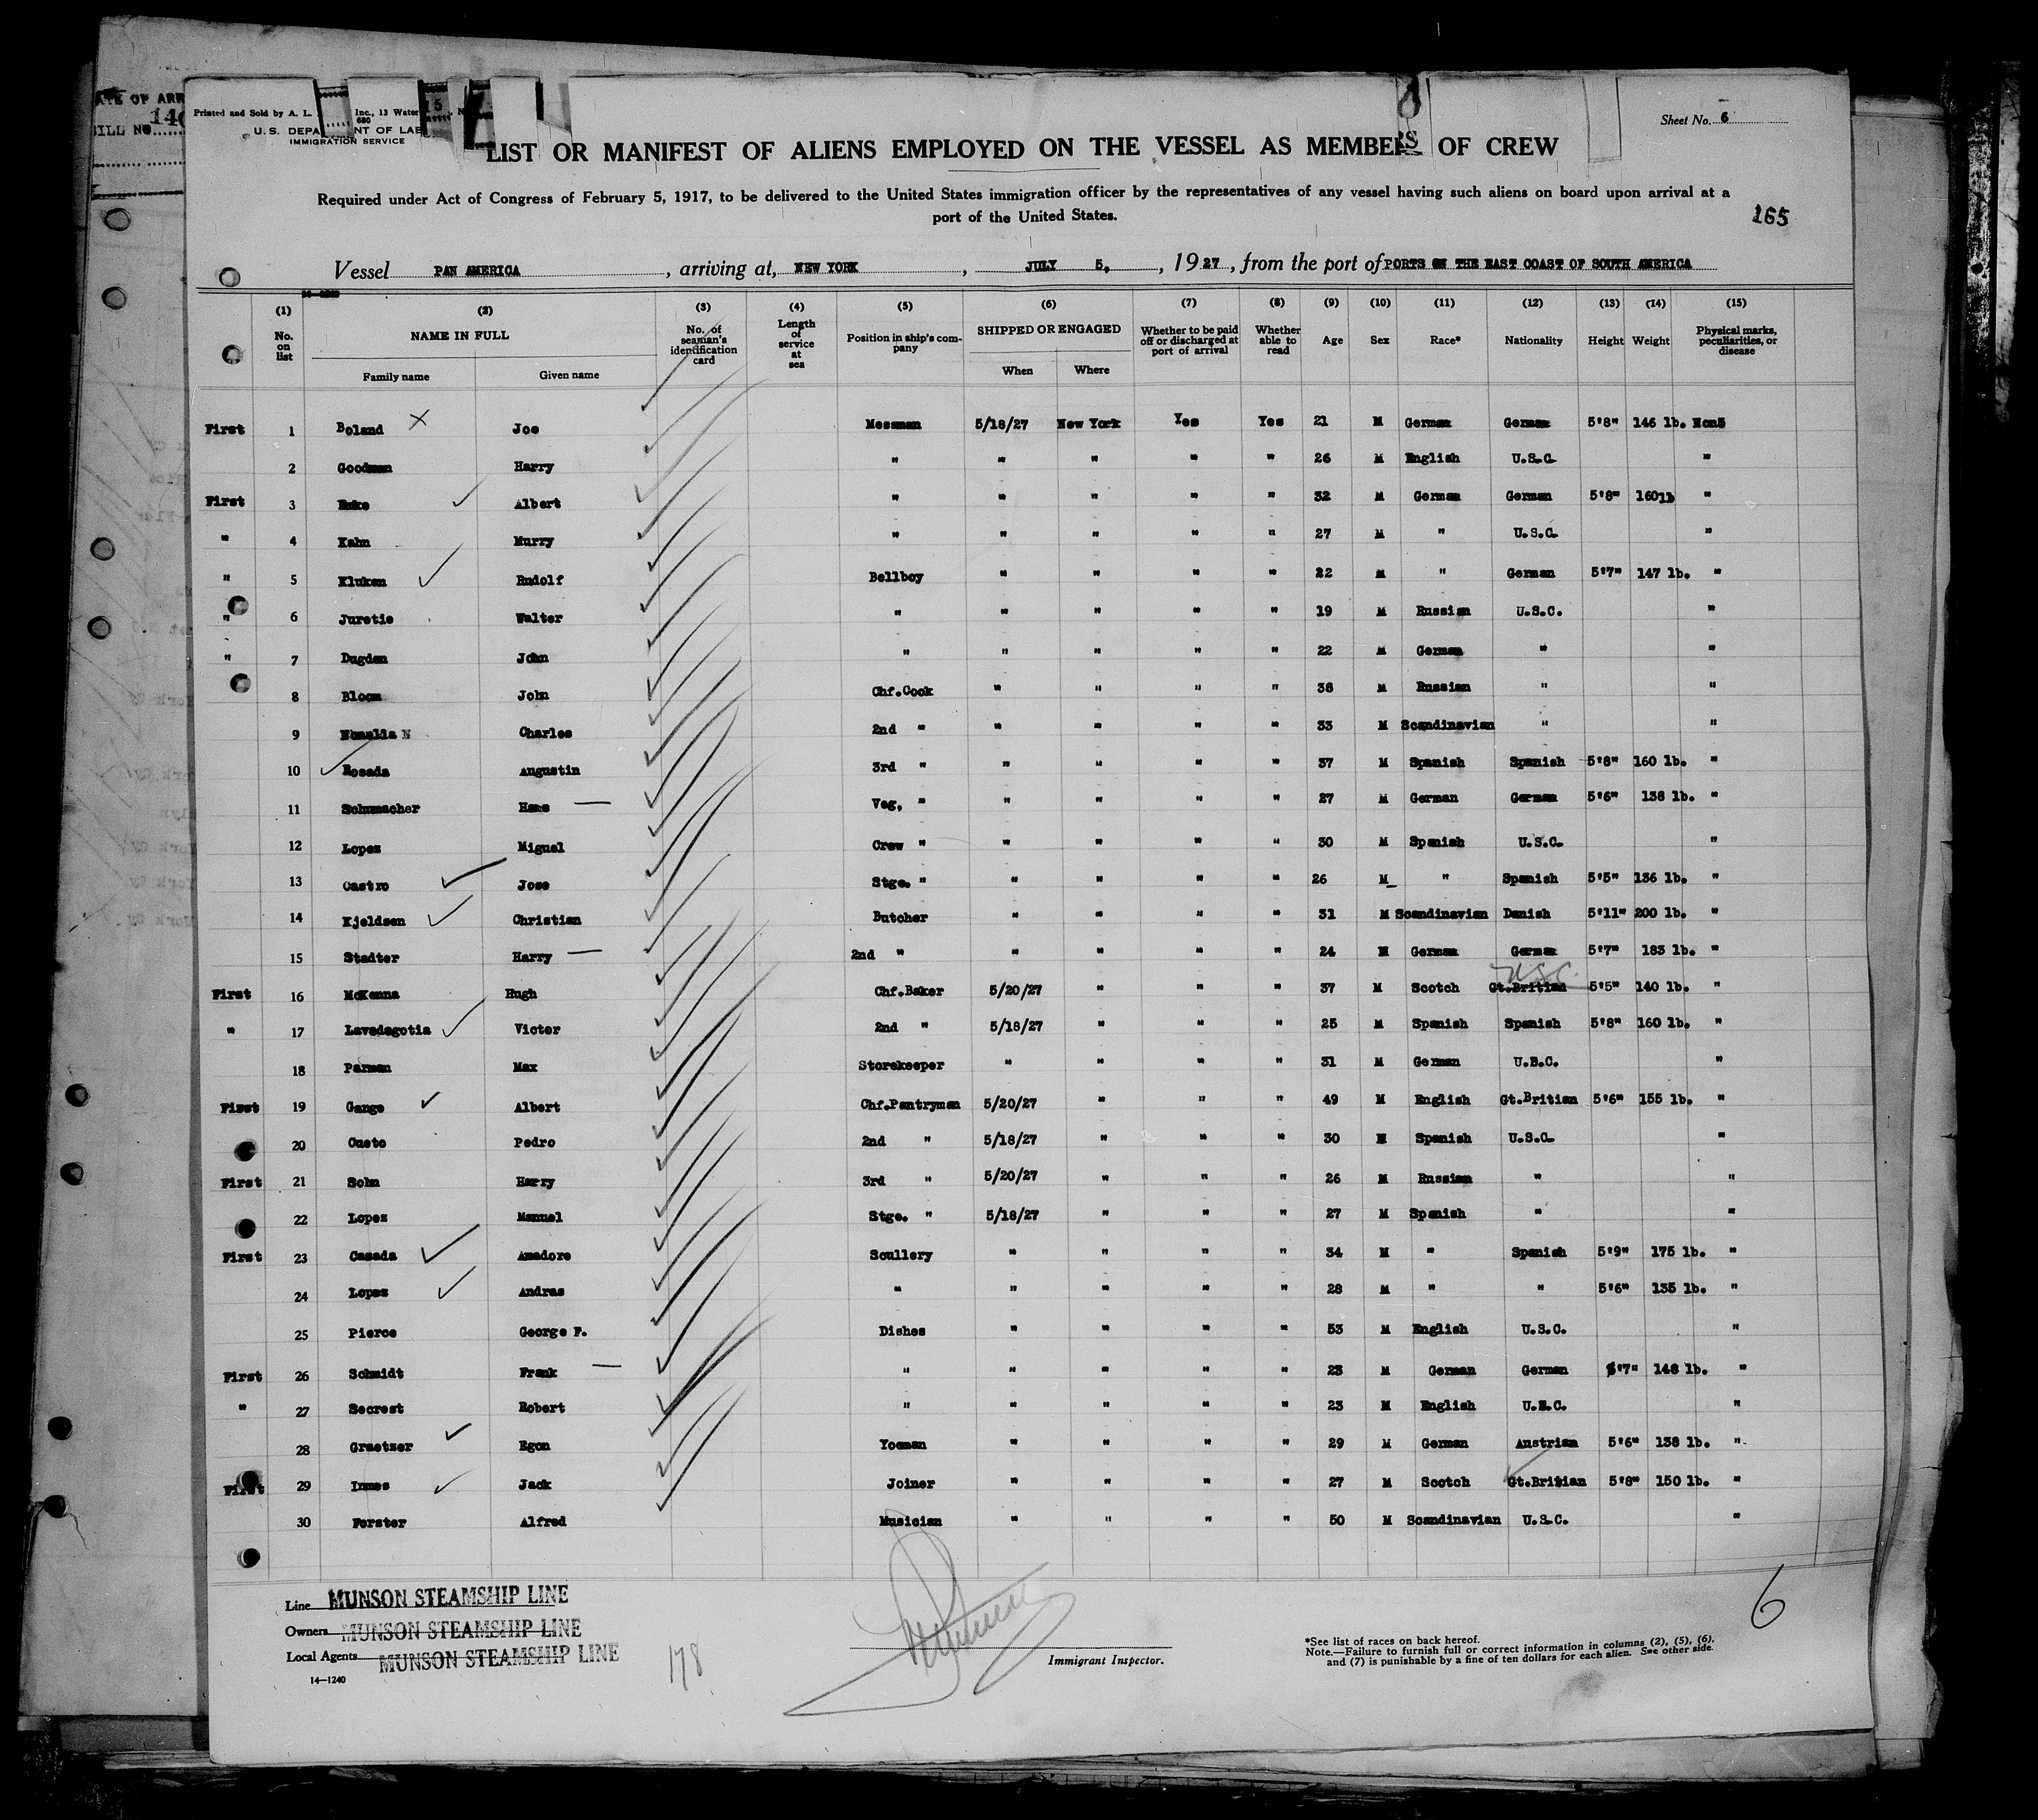 ATE OF ARR
BILL NO. 140
Printed and Sold by A. L. Inc., 13 Water
680
U.S. DEPA NT OF LAB
IMMIGRATION SERVICE
Sheet No. 6
LIST OR MANIFEST OF ALIENS EMPLOYED ON THE VESSEL AS MEMBERS OF CREW
Required under Act of Congress of February 5, 1917, to be delivered to the United States immigration officer by the representatives of any vessel having such aliens on board upon arrival at a
port of the United States.
165
Vessel PAN AMERICA, arriving at, NEW YORK, JULY 5, 1927, from the port of PORTS ON THE EAST COAST OF SOUTH AMERICA
(1) (2) (3) (4) (5) (6) (7) (8) (9) (10) (11) (12) (13) (14) (15)
No. on list NAME IN FULL No. of seaman's identification card Length of service at sea Position in ship's company SHIPPED OR ENGAGED Whether to be paid off or discharged at port of arrival Whether able to read Age Sex Race* Nationality Height Weight Physical marks, peculiarities, or disease
Family name Given name When Where
First 1 Boland X Joe Messman 5/18/27 New York Yes Yes 21 M German German 5'8" 146 lb. None
2 Goodman Harry " " " " " 26 M English U.S.C. "
First 3 Albert " " " " " 32 M German German 5'8" 160lb "
" 4 Kahn Murry " " " " " 27 M " U.S.C. "
" 5 Kluken Rudolf Bellboy " " " " 22 M " German 5'7" 147 lb. "
" 6 Juretie Walter " " " " " 19 M Russian U.S.C. "
" 7 Dugden John " " " " " 22 M German " "
8 Bloom John Chf.Cook " " " " 38 M Russian " "
9 Charles 2nd " " " " " 33 M Scandinavian " "
10 Rosada Augustin 3rd " " " " " 37 M Spanish Spanish 5'8" 160 lb. "
11 Schumacher Hans Veg, " " " " " 27 M German German 5'6" 138 lb. "
12 Lopez Miguel Crew " " " " " 30 M Spanish U.S.C. "
13 Castro Jose Stge. " " " " " 26 M " Spanish 5'5" 136 lb. "
14 Kjeldsen Christian Butcher " " " " 31 M Scandinavian Danish 5'11" 200 lb. "
15 Stadter Harry 2nd " " " " " 24 M German German 5'7" 183 lb. "
USC
First 16 McKenna Hugh Chf.Baker 5/20/27 " " " 37 M Scotch Gt.Britian 5'5" 140 lb. "
" 17 Lavedagotia Victor 2nd " 5/18/27 " " " 25 M Spanish Spanish 5'8" 160 lb. "
18 Parman Max Storekeeper " " " " 31 M German U.S.C. "
First 19 Gange Albert Chf.Pantryman 5/20/27 " " " 49 M English Gt.Britian 5'6" 155 lb. "
20 Cueto Pedro 2nd " 5/18/27 " " " 30 M Spanish U.S.C. "
First 21 Sohn Harry 3rd " 5/20/27 " " " 26 M Russian " "
22 Lopez Manuel Stge. " 5/18/27 " " " 27 M Spanish " "
First 23 Casada Amadore Scullery " " " " 34 M " Spanish 5'9" 175 lb. "
24 Lopez Andras " " " " " 28 M " " 5'6" 135 lb. "
25 Pierce George F. Dishes " " " " 53 M English U.S.C. "
First 26 Schmidt Frank " " " " " 23 M German German 5'7" 148 lb. "
" 27 Secrest Robert " " " " " 23 M English U.S.C. "
28 Graetzer Egon Yoeman " " " " 29 M German Austrian 5'6" 138 lb. "
First 29 Innes Jack Joiner " " " " 27 M Scotch Gt.Britian 5'8" 150 lb. "
30 Forster Alfred Musician " " " " 50 M Scandinavian U.S.C. "
Line MUNSON STEAMSHIP LINE
Owners MUNSON STEAMSHIP LINE
Local Agents MUNSON STEAMSHIP LINE
14—1240
178
Immigrant Inspector.
6
*See list of races on back hereof.
Note.—Failure to furnish full or correct information in columns (2), (5), (6),
and (7) is punishable by a fine of ten dollars for each alien. See other side.